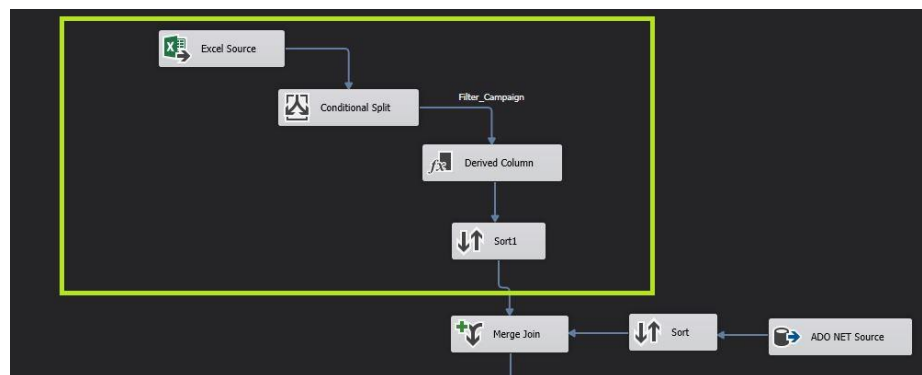 Excel Source
Conditional Split
Filter_Campaign
Derived Column
Sort1
Merge Join
Sort
ADO NET Source